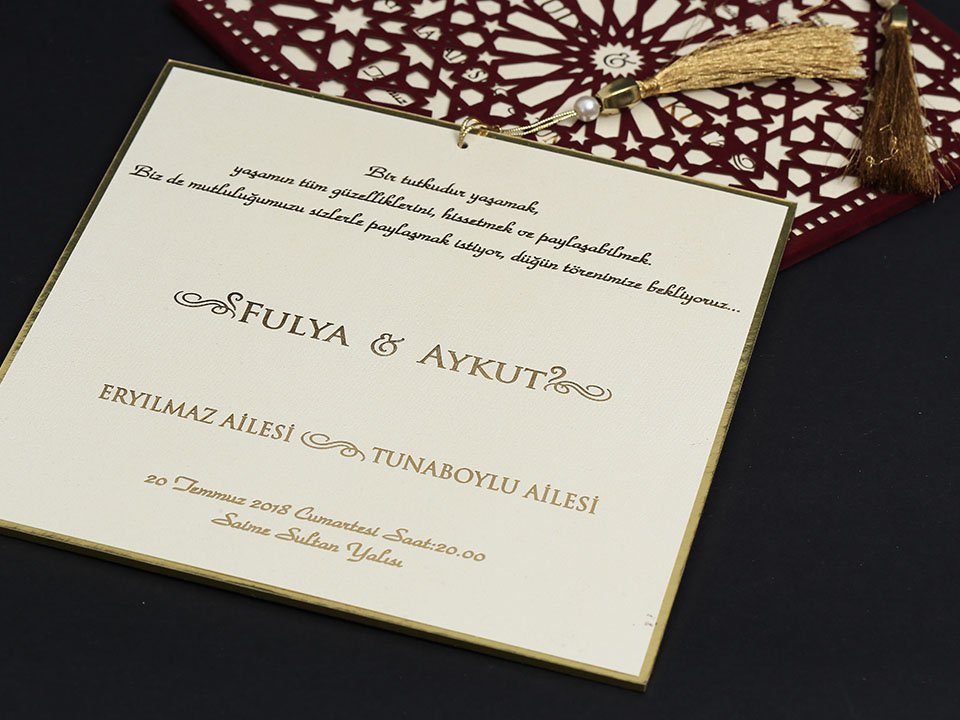 Bir tutkudur yaşamak,
yaşamın tüm güzelliklerini, hissetmek ve paylaşabilmek.
Biz de mutluluğumuzu sizlerle paylaşmak istiyor, düğün törenimize bekliyoruz...
FULYA & AYKUT
ERYILMAZ AİLESİ TUNABOYLU AİLESİ
20 Temmuz 2018 Cumartesi Saat:20.00
Saime Sultan Yalısı